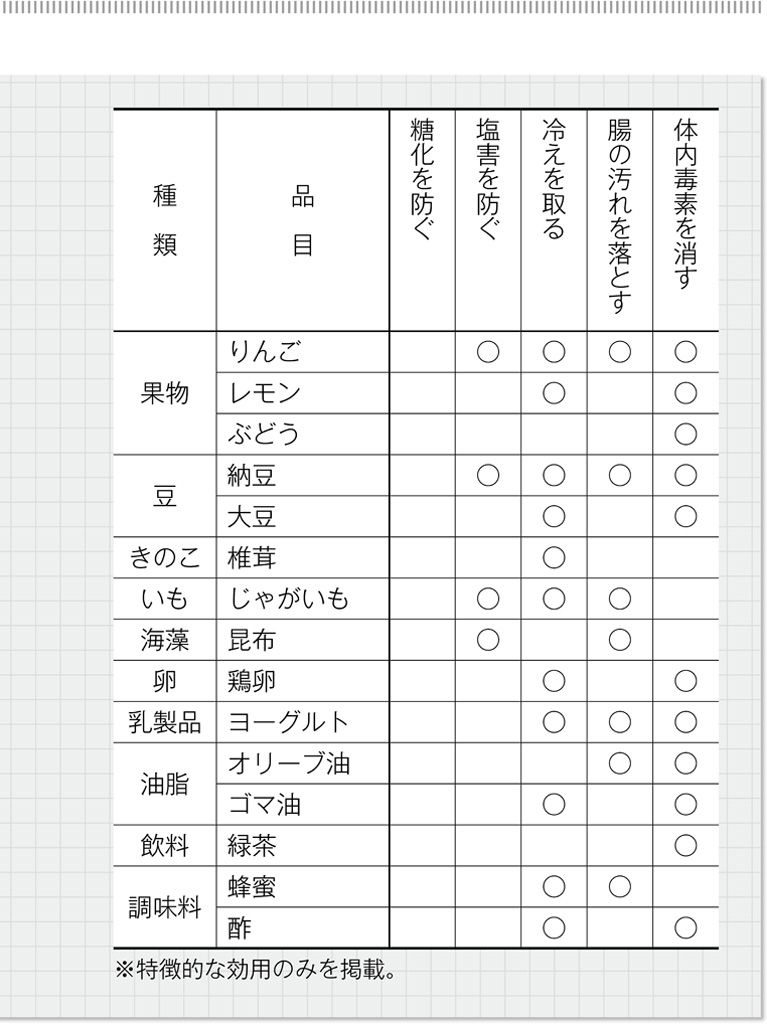 種類 品目 糖化を防ぐ 塩害を防ぐ 冷えを取る 腸の汚れを落とす 体内毒素を消す
果物 りんご ○ ○ ○ ○
レモン ○ ○
ぶどう ○
豆 納豆 ○ ○ ○ ○
大豆 ○ ○
きのこ 椎茸 ○
いも じゃがいも ○ ○ ○
海藻 昆布 ○ ○
卵 鶏卵 ○ ○
乳製品 ヨーグルト ○ ○ ○
油脂 オリーブ油 ○ ○
ゴマ油 ○ ○
飲料 緑茶 ○
調味料 蜂蜜 ○ ○
酢 ○ ○
※特徴的な効用のみを掲載。